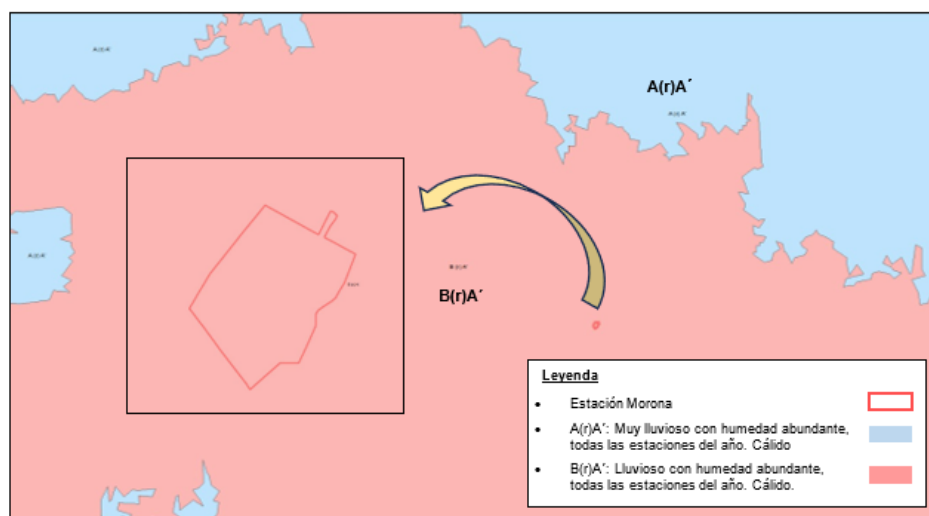 A(r)A´
A(r)A´
A(r)A´
A(r)A´
B(r)A´
B(r)A´
Leyenda
• Estación Morona
• A(r)A´: Muy lluvioso con humedad abundante,
todas las estaciones del año. Cálido
• B(r)A´: Lluvioso con humedad abundante,
todas las estaciones del año. Cálido.